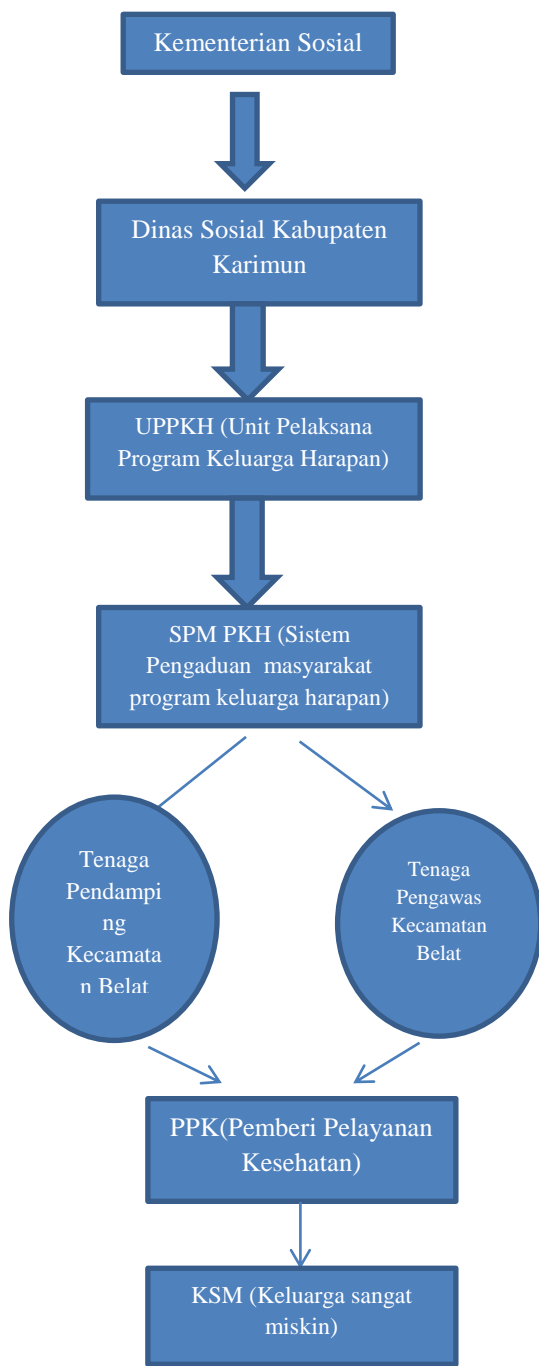 Kementerian Sosial
Dinas Sosial Kabupaten
Karimun
UPPKH (Unit Pelaksana
Program Keluarga Harapan)
SPM PKH (Sistem
Pengaduan masyarakat
program keluarga harapan)
Tenaga
Pendampi
ng
Kecamata
n Belat
Tenaga
Pengawas
Kecamatan
Belat
PPK(Pemberi Pelayanan
Kesehatan)
KSM (Keluarga sangat
miskin)